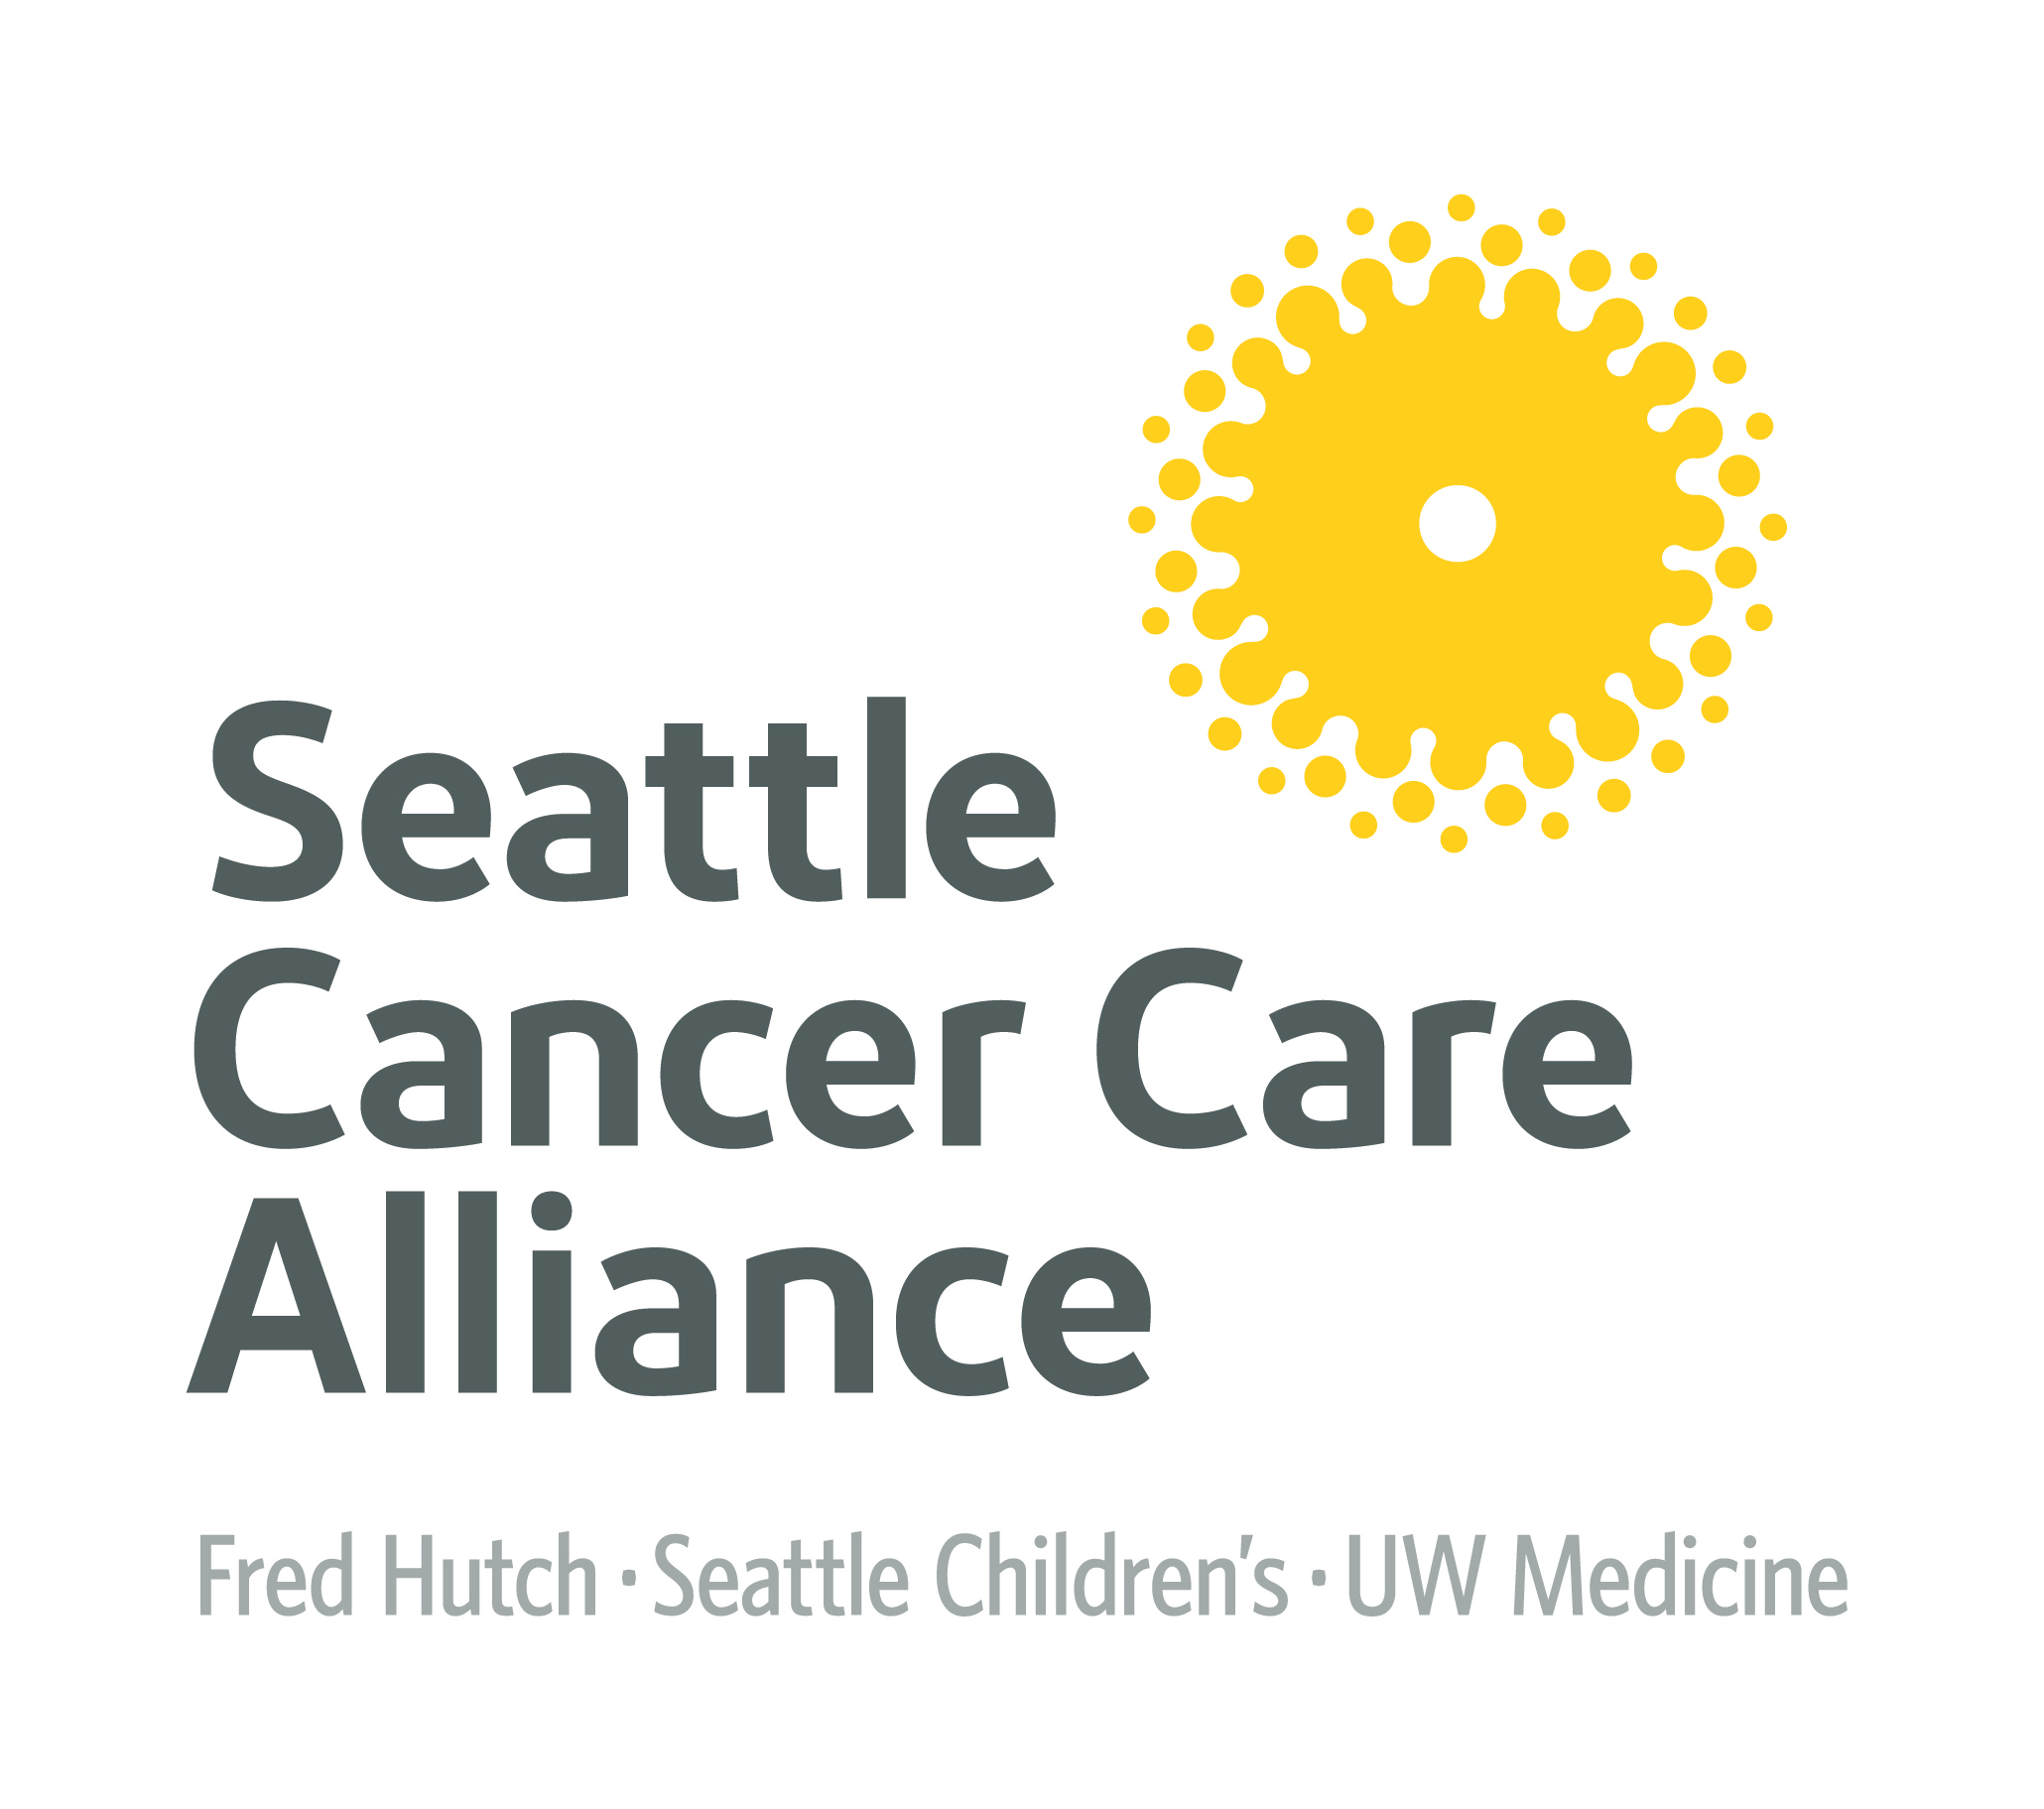 Seattle
Cancer Care
Alliance
Fred Hutch · Seattle Children's · UW Medicine